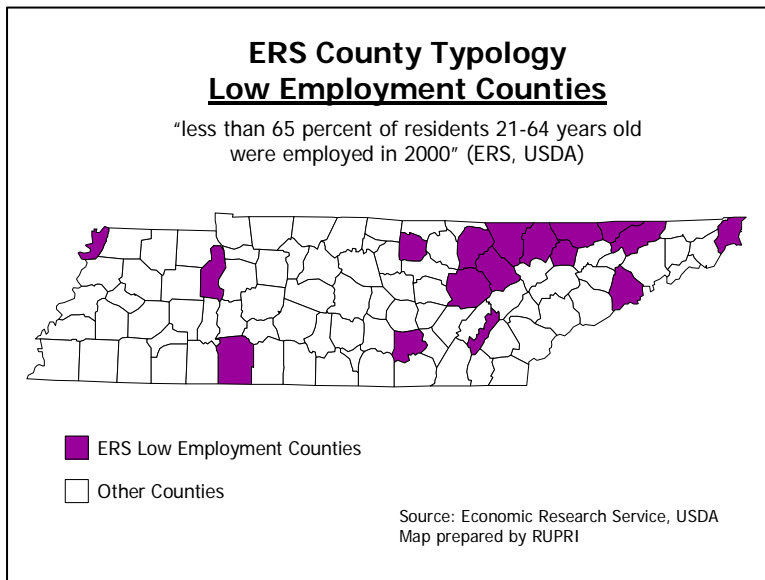 ERS County Typology
Low Employment Counties
"less than 65 percent of residents 21-64 years old
were employed in 2000" (ERS, USDA)
ERS Low Employment Counties
Other Counties
Source: Economic Research Service, USDA
Map prepared by RUPRI